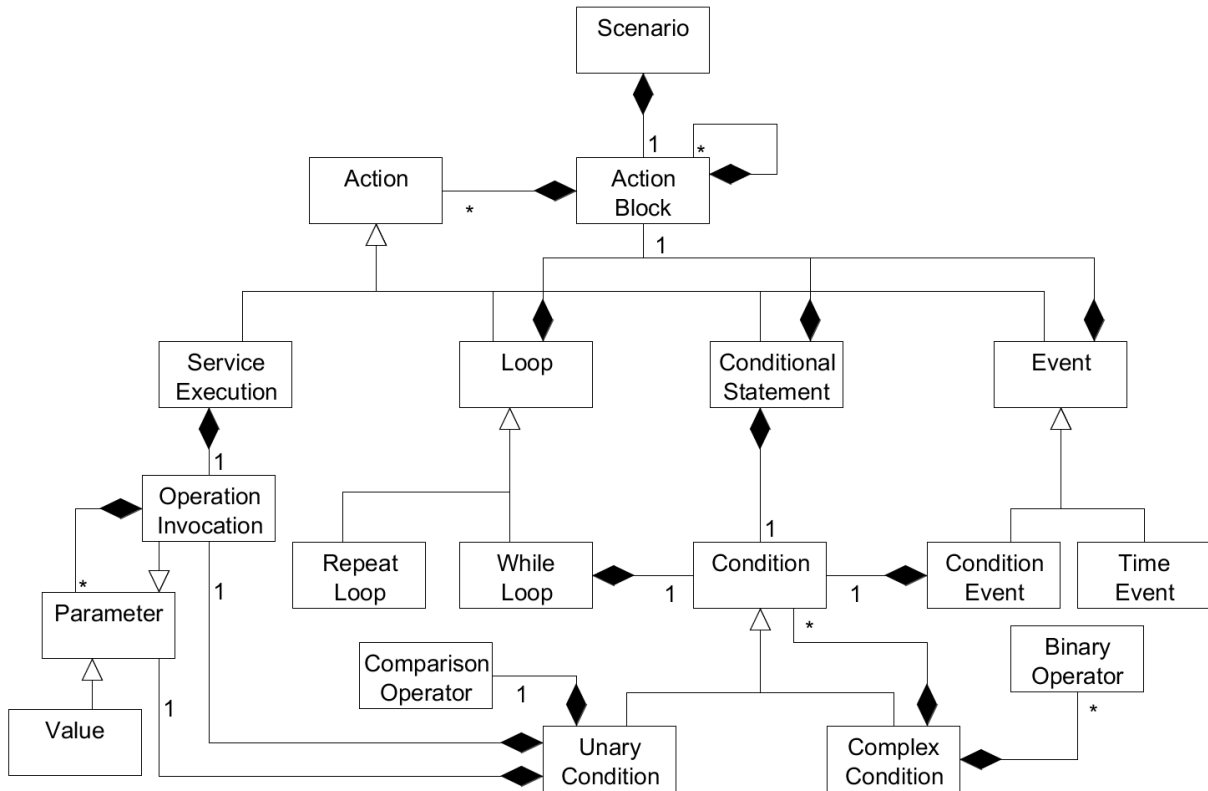 Scenario
1
*
Action
Action
Block
*
1
Service
Execution
Loop
Conditional
Statement
Event
1
Operation
Invocation
1
Repeat
Loop
While
Loop
Condition
Condition
Event
Time
Event
*
1
1
1
Parameter
*
Comparison
Operator
Binary
Operator
1
1
*
Value
Unary
Condition
Complex
Condition